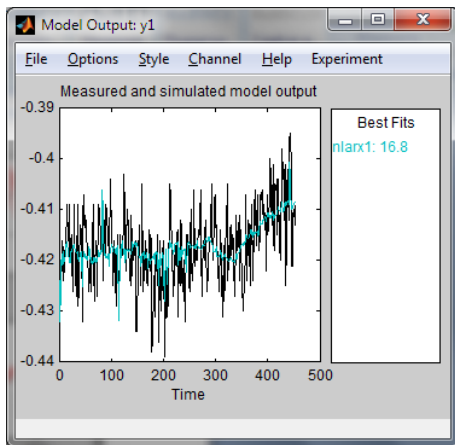 Model Output: y1
File Options Style Channel Help Experiment
Measured and simulated model output
-0.39
-0.4
-0.41
-0.42
-0.43
-0.44
0 100 200 300 400 500
Time
Best Fits
nlarx1: 16.8